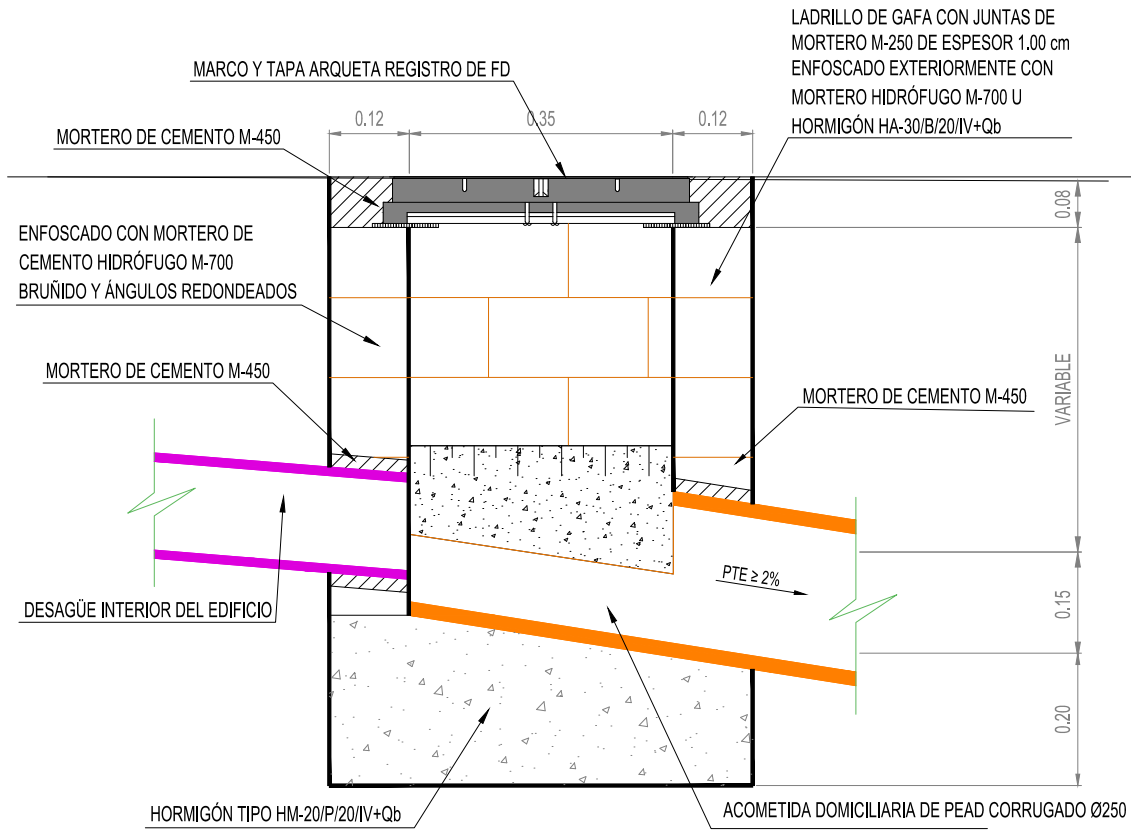 LADRILLO DE GAFA CON JUNTAS DE
MORTERO M-250 DE ESPESOR 1.00 cm
ENFOSCADO EXTERIORMENTE CON
MORTERO HIDRÓFUGO M-700 U
HORMIGÓN HA-30/B/20/IV+Qb
MARCO Y TAPA ARQUETA REGISTRO DE FD
0.12
0.35
0.12
MORTERO DE CEMENTO M-450
0.08
ENFOSCADO CON MORTERO DE
CEMENTO HIDRÓFUGO M-700
BRUÑIDO Y ÁNGULOS REDONDEADOS
MORTERO DE CEMENTO M-450
VARIABLE
MORTERO DE CEMENTO M-450
PTE ≥ 2%
DESAGÜE INTERIOR DEL EDIFICIO
0.15
0.20
HORMIGÓN TIPO HM-20/P/20/IV+Qb
ACOMETIDA DOMICILIARIA DE PEAD CORRUGADO Ø250